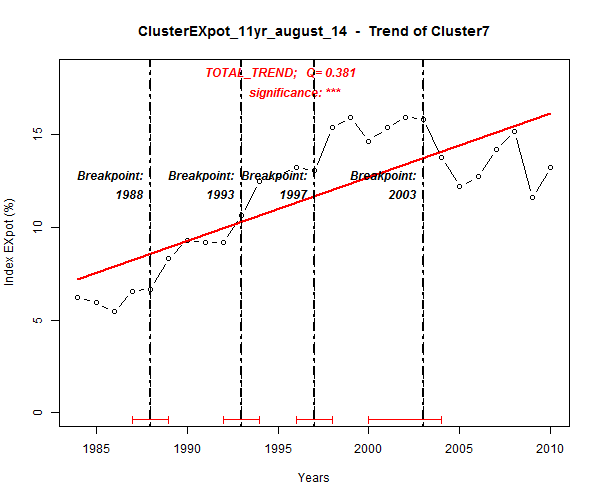 ClusterEXpot_11yr_august_14 - Trend of Cluster7
TOTAL_TREND; Q= 0.381
significance: ***
Breakpoint: Breakpoint: Breakpoint: Breakpoint:
1988 1993 1997 2003
Index EXpot (%)
15
10
5
0
1985 1990 1995 2000 2005 2010
Years